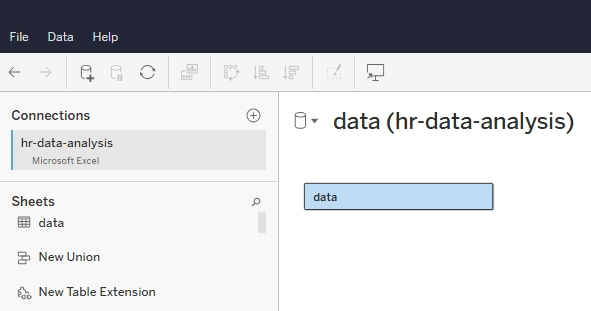 File Data Help
Connections
hr-data-analysis
Microsoft Excel
Sheets
data
New Union
New Table Extension
data (hr-data-analysis)
data